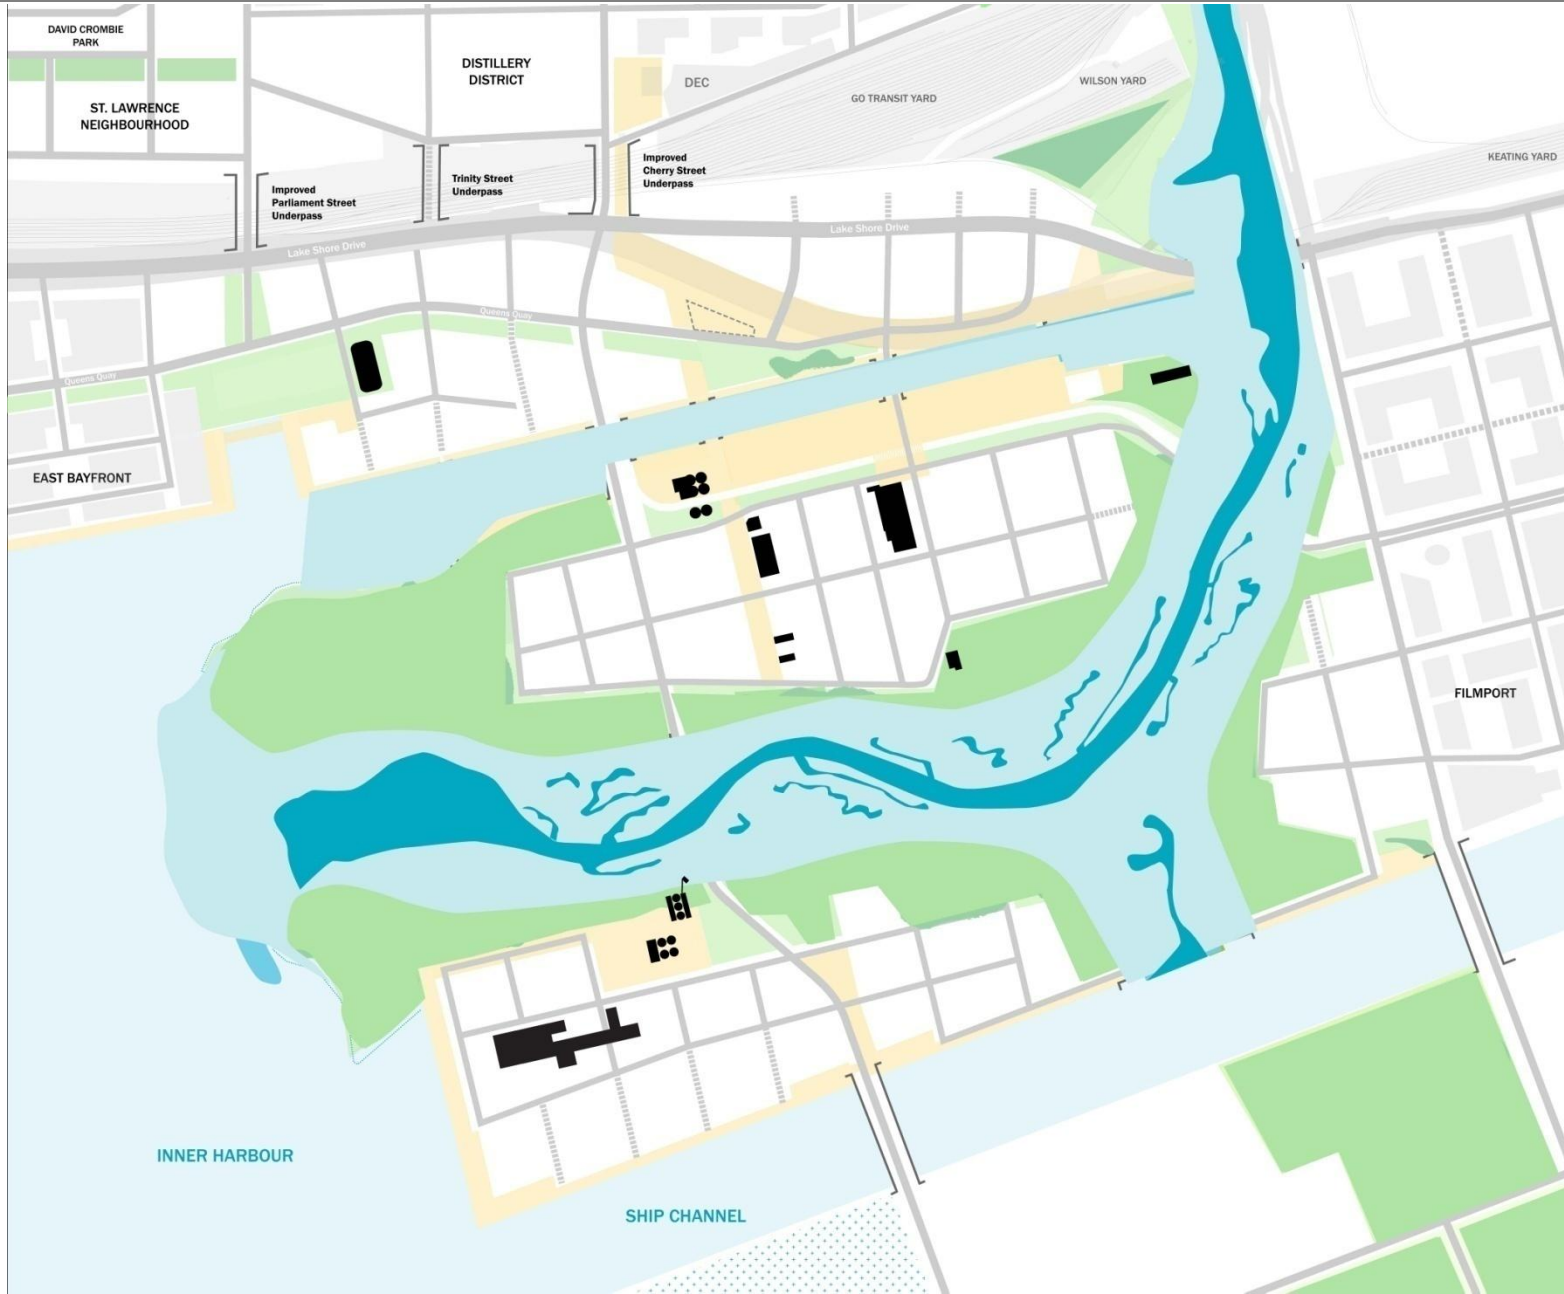 DAVID CROMBIE
PARK
DISTILLERY
DISTRICT
DEC
WILSON YARD
GO TRANSIT YARD
ST. LAWRENCE
NEIGHBOURHOOD
KEATING YARD
Improved
Parliament Street
Underpass
Trinity Street
Underpass
Improved
Cherry Street
Underpass
Lake Shore Drive
Lake Shore Drive
Queens Quay
Queens Quay
EAST BAYFRONT
FILMPORT
INNER HARBOUR
SHIP CHANNEL